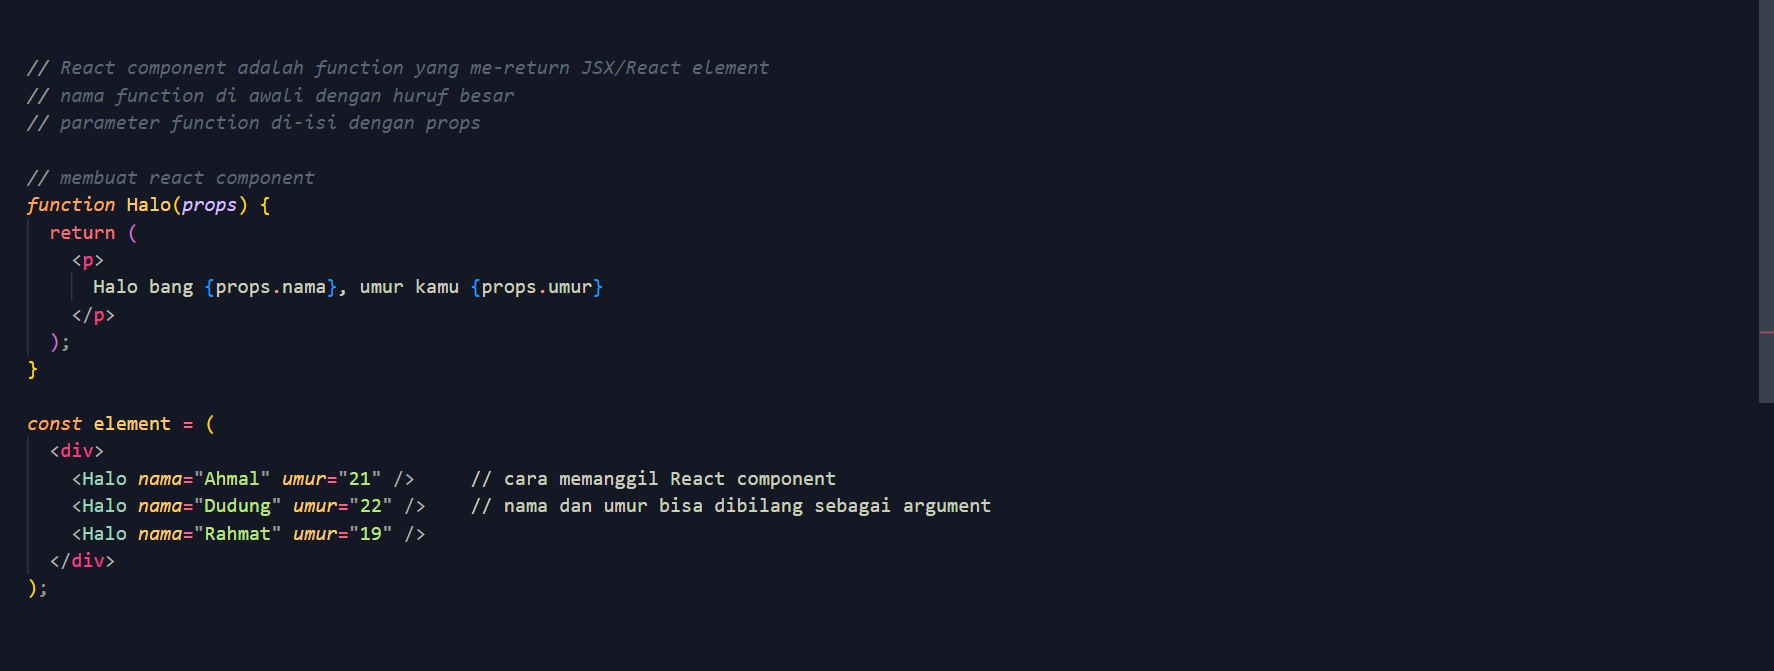 // React component adalah function yang me-return JSX/React element
// nama function di awali dengan huruf besar
// parameter function di-isi dengan props
// membuat react component
function Halo(props) {
  return (
    <p>
      Halo bang {props.nama}, umur kamu {props.umur}
    </p>
  );
}
const element = (
  <div>
    <Halo nama="Ahmal" umur="21" />     // cara memanggil React component
    <Halo nama="Dudung" umur="22" />    // nama dan umur bisa dibilang sebagai argument
    <Halo nama="Rahmat" umur="19" />
  </div>
);